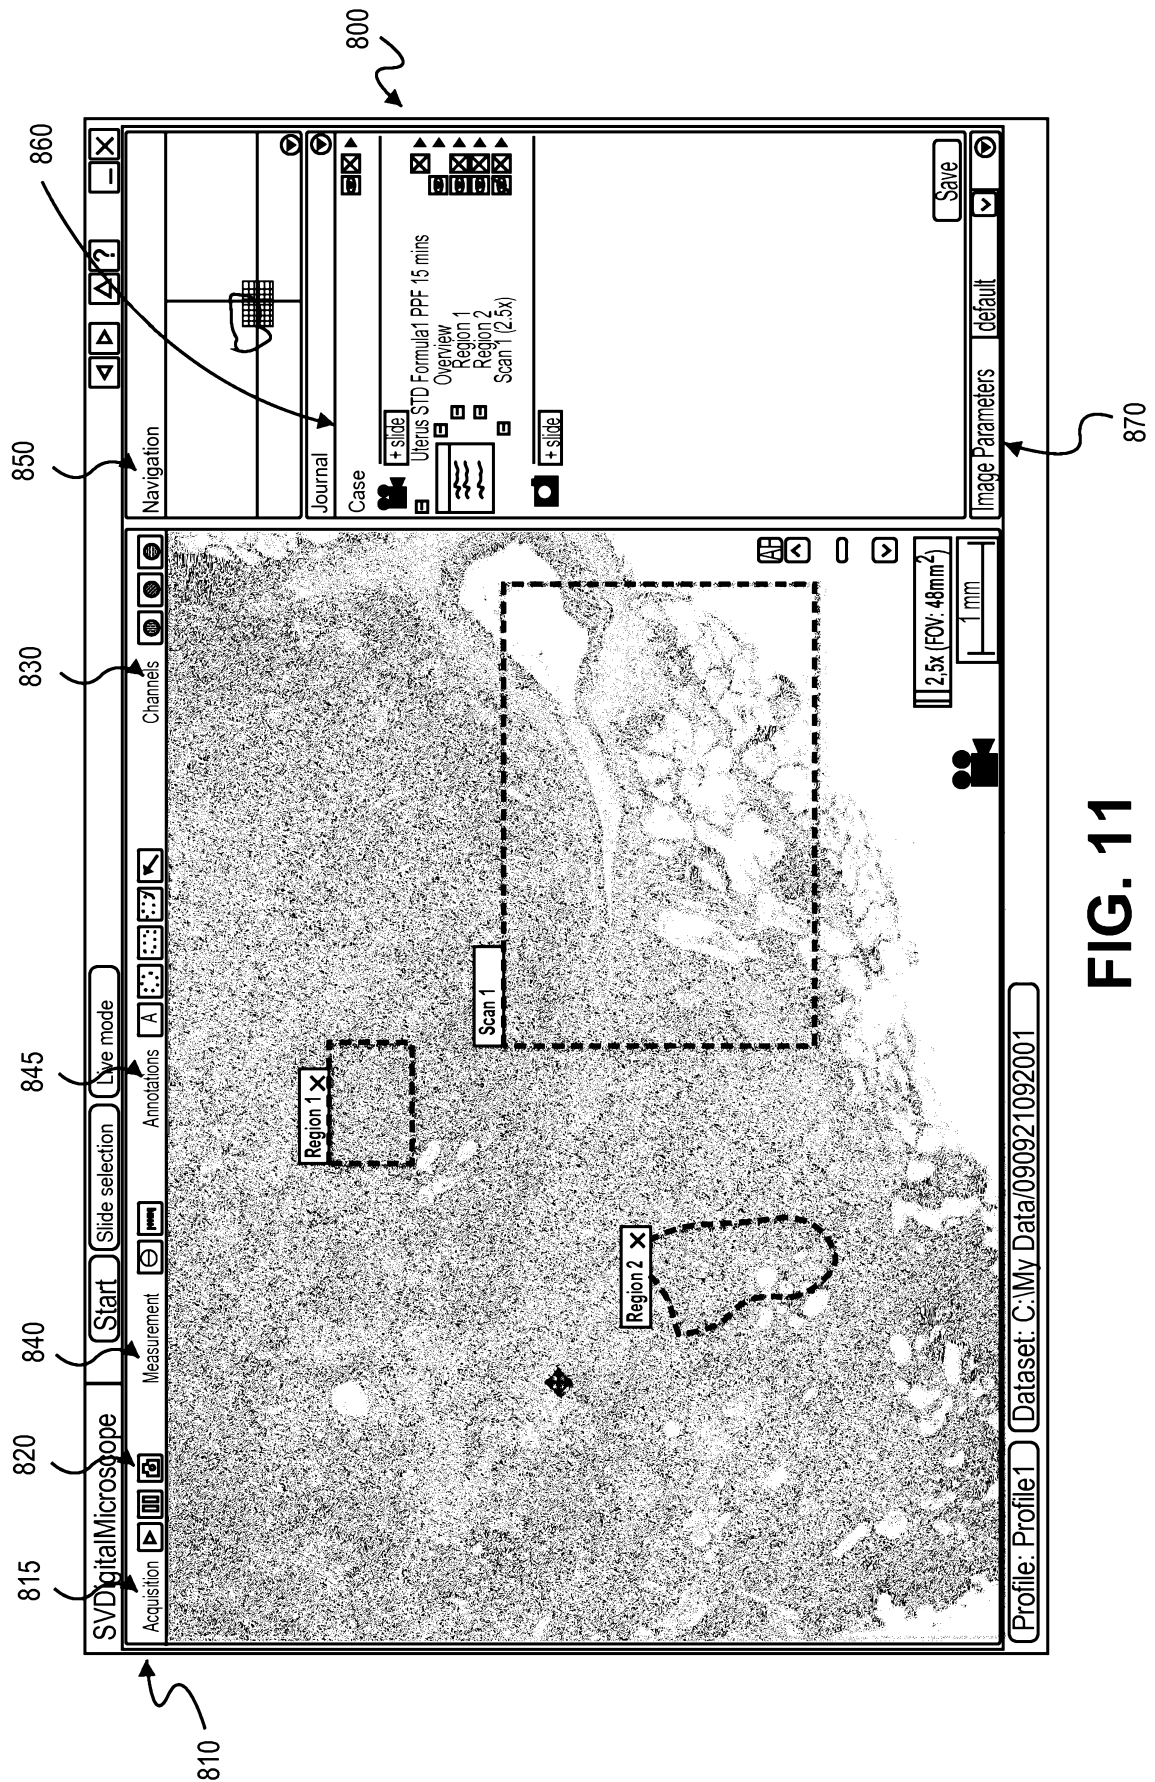 815
820
840
845
830
850
860
800
810
SVDigitalMicroscope
Start
Slide selection
Live mode
?
Acquisition
Measurement
Annotations
A
Channels
Region 1
Scan 1
Region 2
2,5x (FOV: 48mm²)
1 mm
Navigation
Journal
Case
+ slide
Uterus STD Formula1 PPF 15 mins
Overview
Region 1
Region 2
Scan 1 (2.5x)
+ slide
Save
Image Parameters
default
870
Profile: Profile1
Dataset: C:\My Data/090921092001
FIG. 11